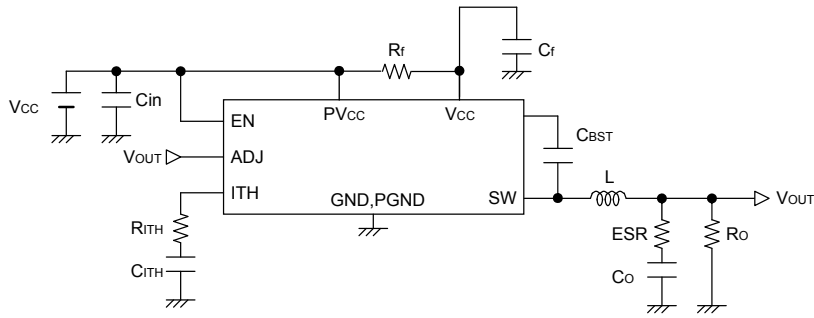 Rf
Cf
VCC
Cin
EN
PVCC
VCC
CBST
VOUT
ADJ
L
ITH
GND,PGND
SW
VOUT
RITH
ESR
RO
CITH
CO